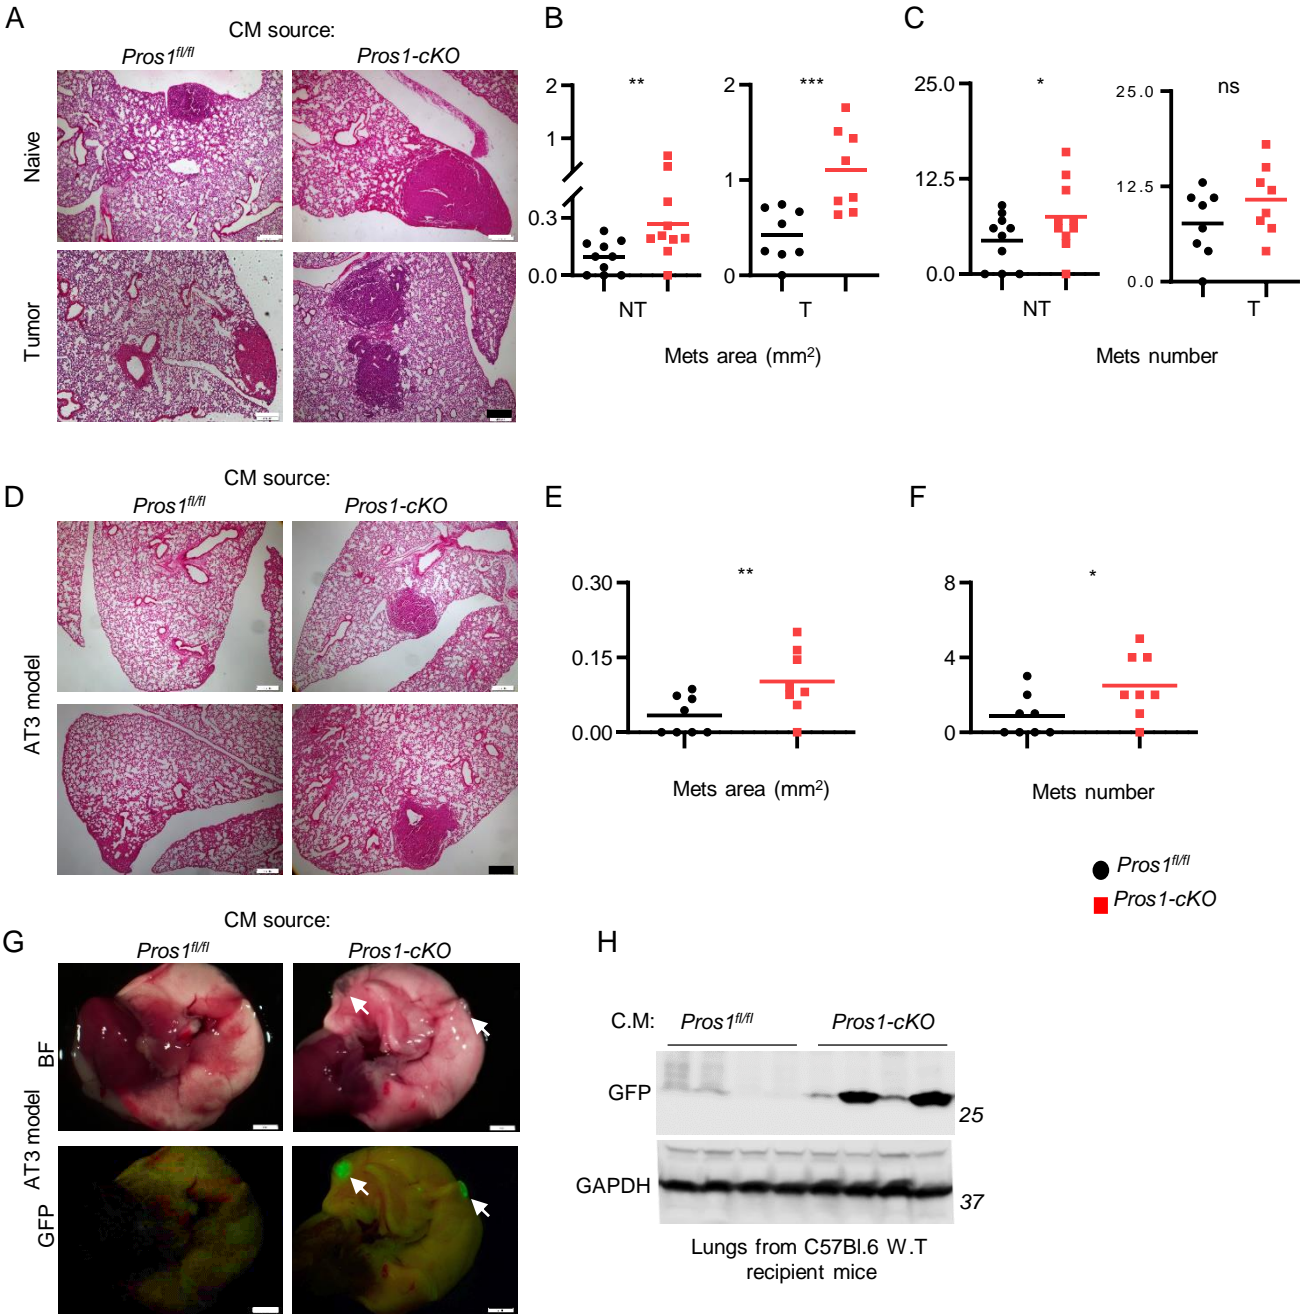 A
CM source:
Pros1fl/fl
Pros1-cKO
Naive
Tumor
B
2
1
0.3
0.0
**
NT
2
1
0
***
T
Mets area (mm2)
C
25.0
12.5
0.0
*
NT
25.0
12.5
0.0
ns
T
Mets number
D
CM source:
Pros1fl/fl
Pros1-cKO
AT3 model
E
0.30
0.15
0.00
**
Mets area (mm2)
F
8
4
0
*
Mets number
Pros1fl/fl
Pros1-cKO
G
CM source:
Pros1fl/fl
Pros1-cKO
BF
AT3 model
GFP
H
C.M:
Pros1fl/fl
Pros1-cKO
GFP
25
GAPDH
37
Lungs from C57Bl.6 W.T
recipient mice